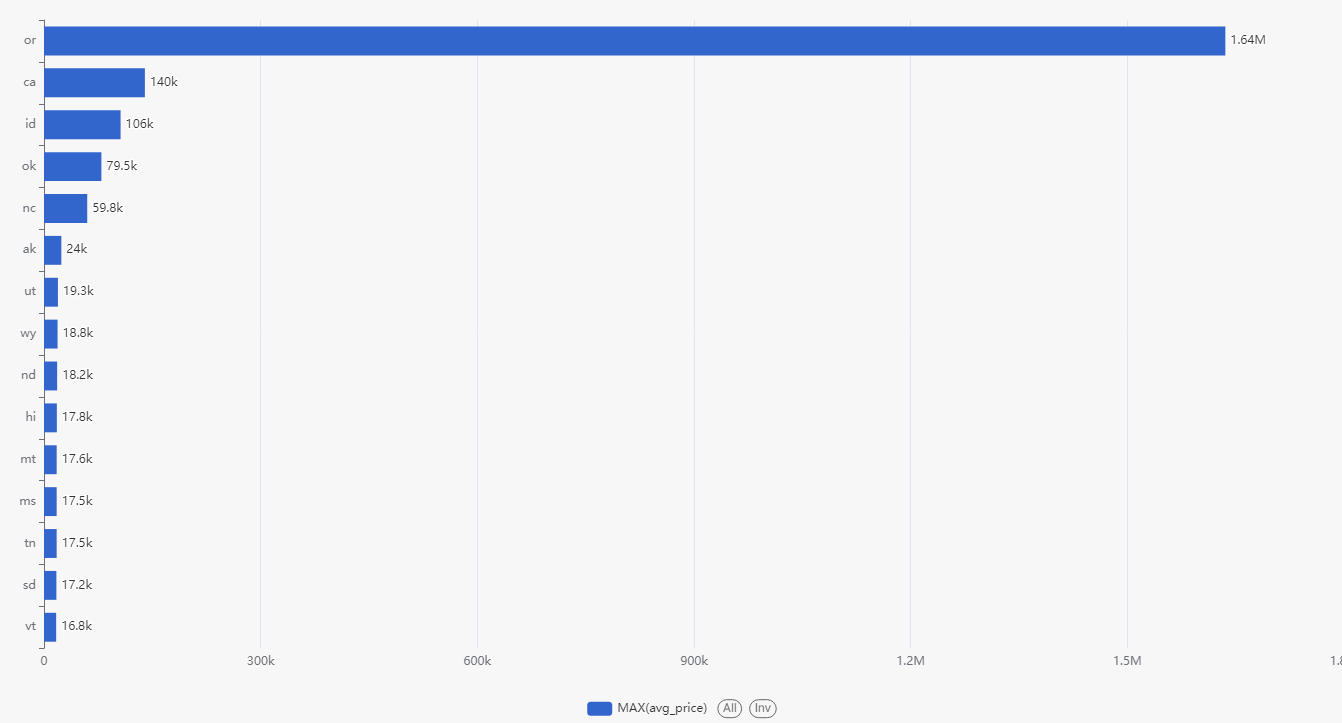 or 1.64M
ca 140k
id 106k
ok 79.5k
nc 59.8k
ak 24k
ut 19.3k
wy 18.8k
nd 18.2k
hi 17.8k
mt 17.6k
ms 17.5k
tn 17.5k
sd 17.2k
vt 16.8k
0 300k 600k 900k 1.2M 1.5M
MAX(avg_price) All Inv